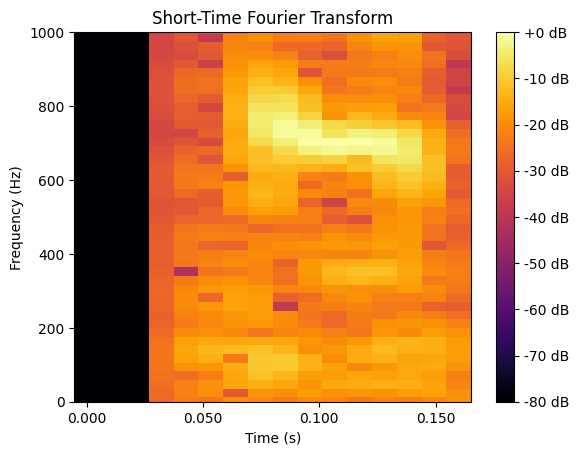 Short-Time Fourier Transform
1000
800
600
400
200
0
Frequency (Hz)
0.000
0.050
0.100
0.150
Time (s)
+0 dB
-10 dB
-20 dB
-30 dB
-40 dB
-50 dB
-60 dB
-70 dB
-80 dB